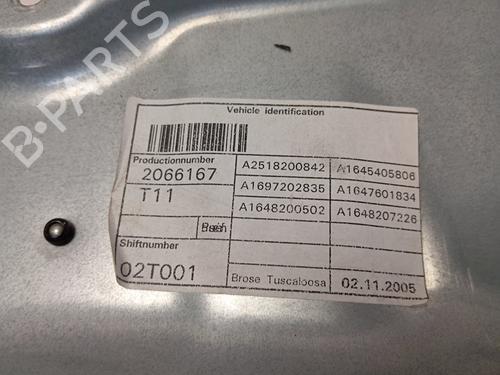 B-PARTS
Vehicle identification
Productionnumber
2066167
A2518200842 A1645405806
T11
A1697202835 A1647601834
A1648200502 A1648207226
Shiftnumber
02T001
Brose Tuscaloosa 02.11.2005